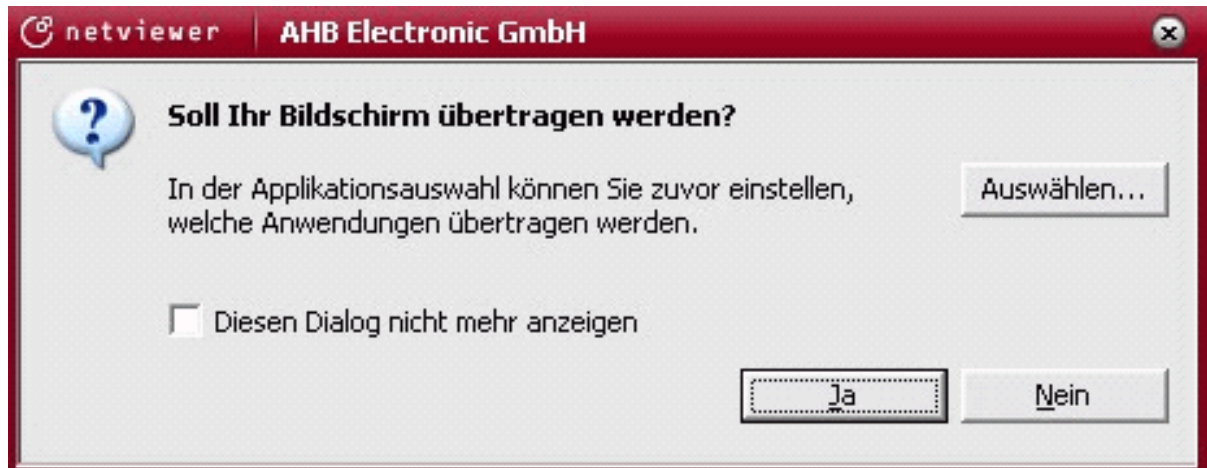 netviewer AHB Electronic GmbH
Soll Ihr Bildschirm übertragen werden?
In der Applikationsauswahl können Sie zuvor einstellen,
welche Anwendungen übertragen werden.
Auswählen...
Diesen Dialog nicht mehr anzeigen
Ja Nein